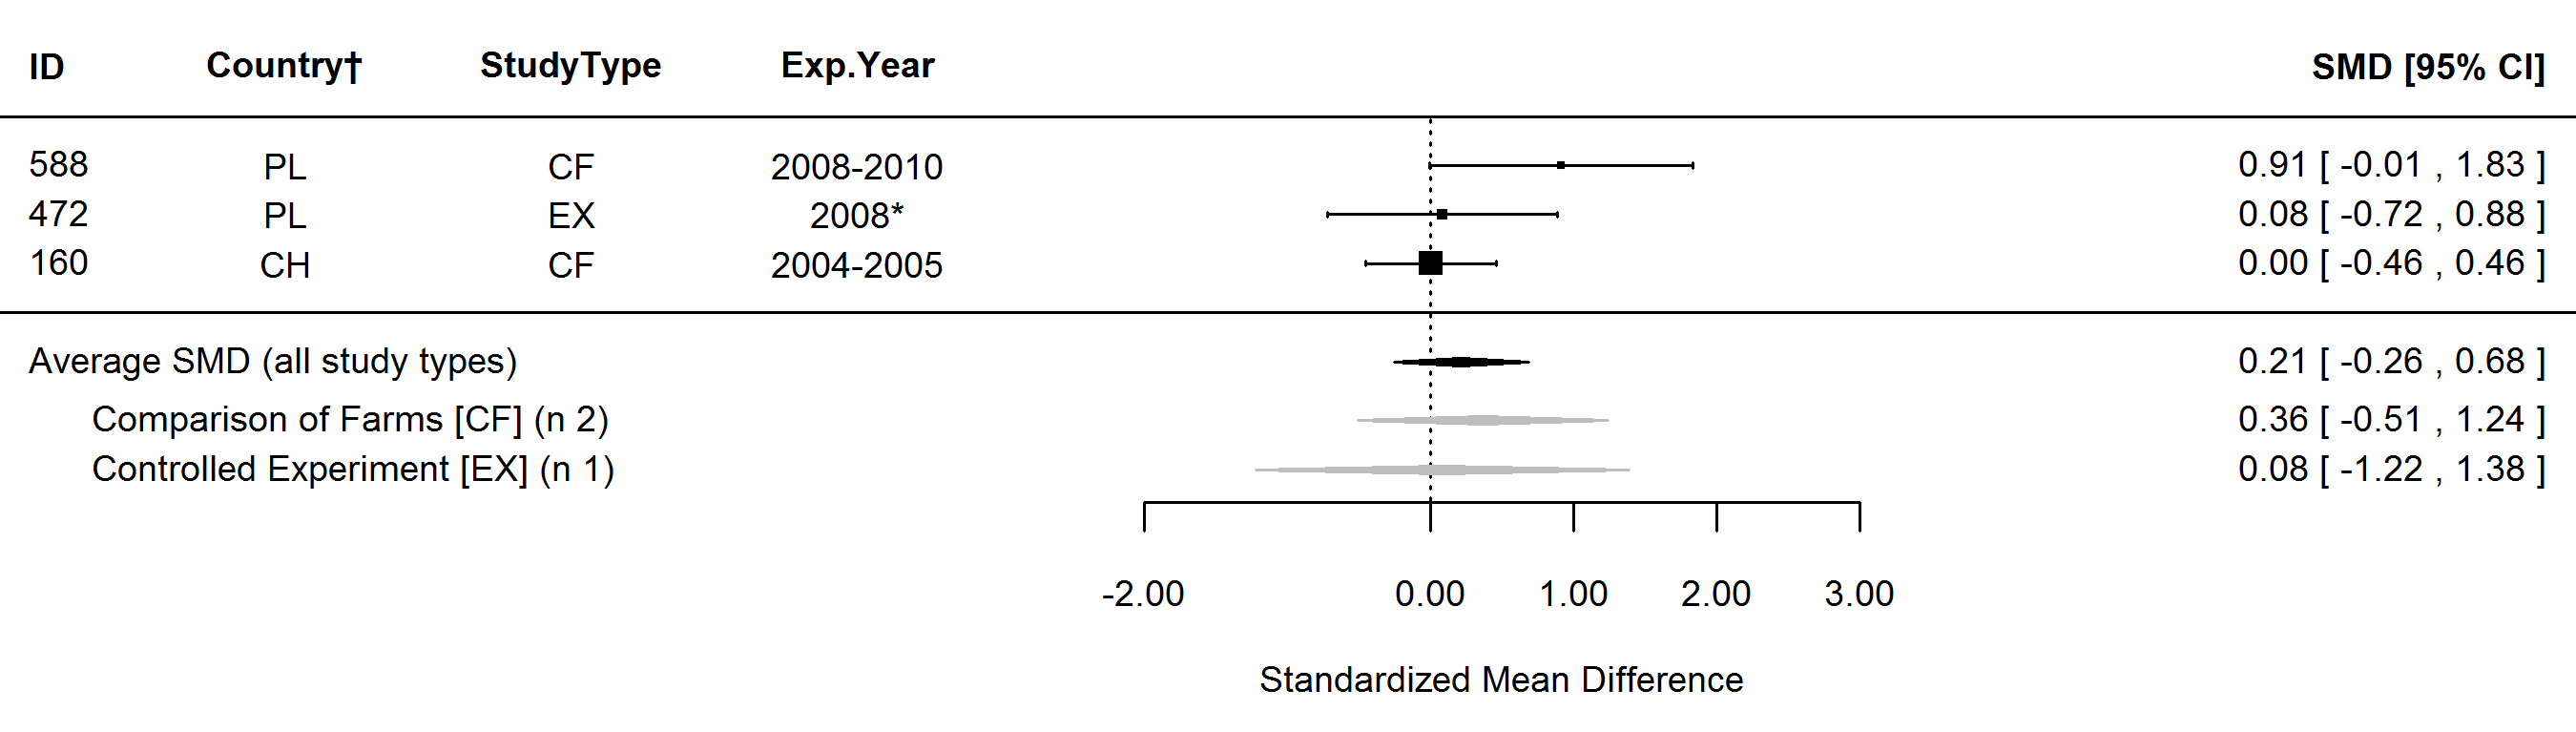 ID Country† StudyType Exp.Year SMD [95% CI]
588 PL CF 2008-2010 0.91 [ -0.01 , 1.83 ]
472 PL EX 2008* 0.08 [ -0.72 , 0.88 ]
160 CH CF 2004-2005 0.00 [ -0.46 , 0.46 ]
Average SMD (all study types) 0.21 [ -0.26 , 0.68 ]
Comparison of Farms [CF] (n 2) 0.36 [ -0.51 , 1.24 ]
Controlled Experiment [EX] (n 1) 0.08 [ -1.22 , 1.38 ]
-2.00 0.00 1.00 2.00 3.00
Standardized Mean Difference